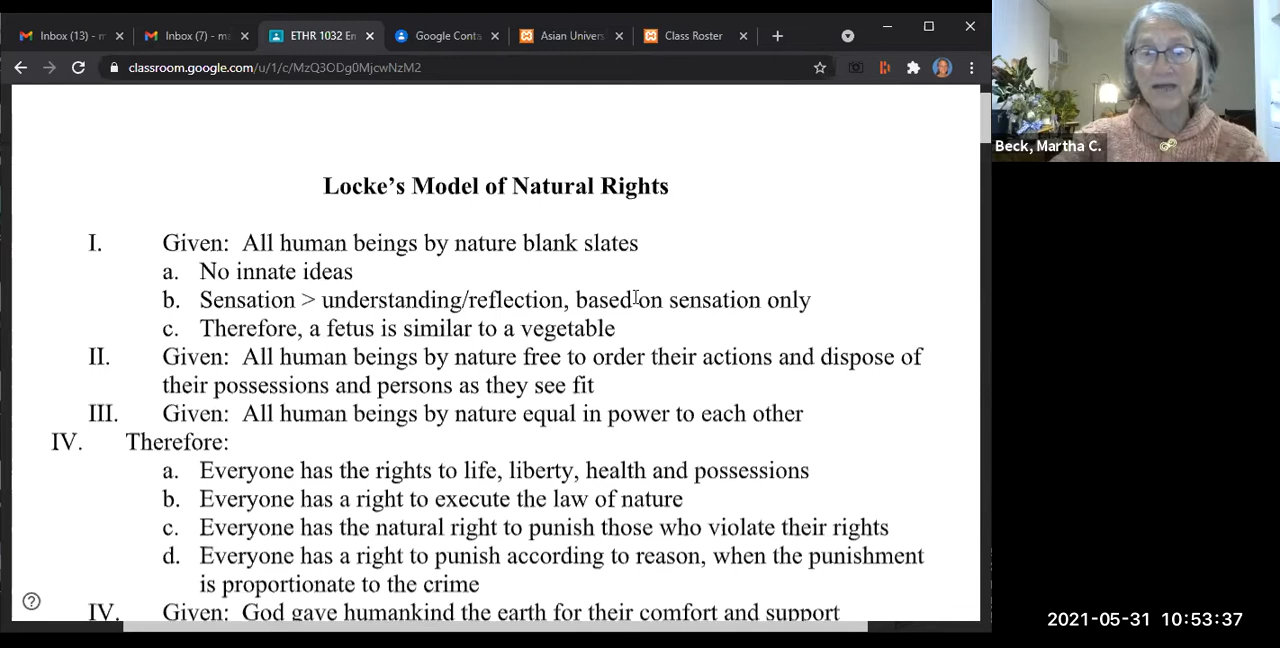 Inbox (13) - m
Inbox (7) - ma
ETHR 1032 En
Google Conta
Asian Univers
Class Roster
classroom.google.com/u/1/c/MzQ3ODg0MjcwNzM2
Locke's Model of Natural Rights
I. Given: All human beings by nature blank slates
a. No innate ideas
b. Sensation > understanding/reflection, based on sensation only
c. Therefore, a fetus is similar to a vegetable
II. Given: All human beings by nature free to order their actions and dispose of
their possessions and persons as they see fit
III. Given: All human beings by nature equal in power to each other
IV. Therefore:
a. Everyone has the rights to life, liberty, health and possessions
b. Everyone has a right to execute the law of nature
c. Everyone has the natural right to punish those who violate their rights
d. Everyone has a right to punish according to reason, when the punishment
is proportionate to the crime
IV. Given: God gave humankind the earth for their comfort and support
Beck, Martha C.
2021-05-31 10:53:37